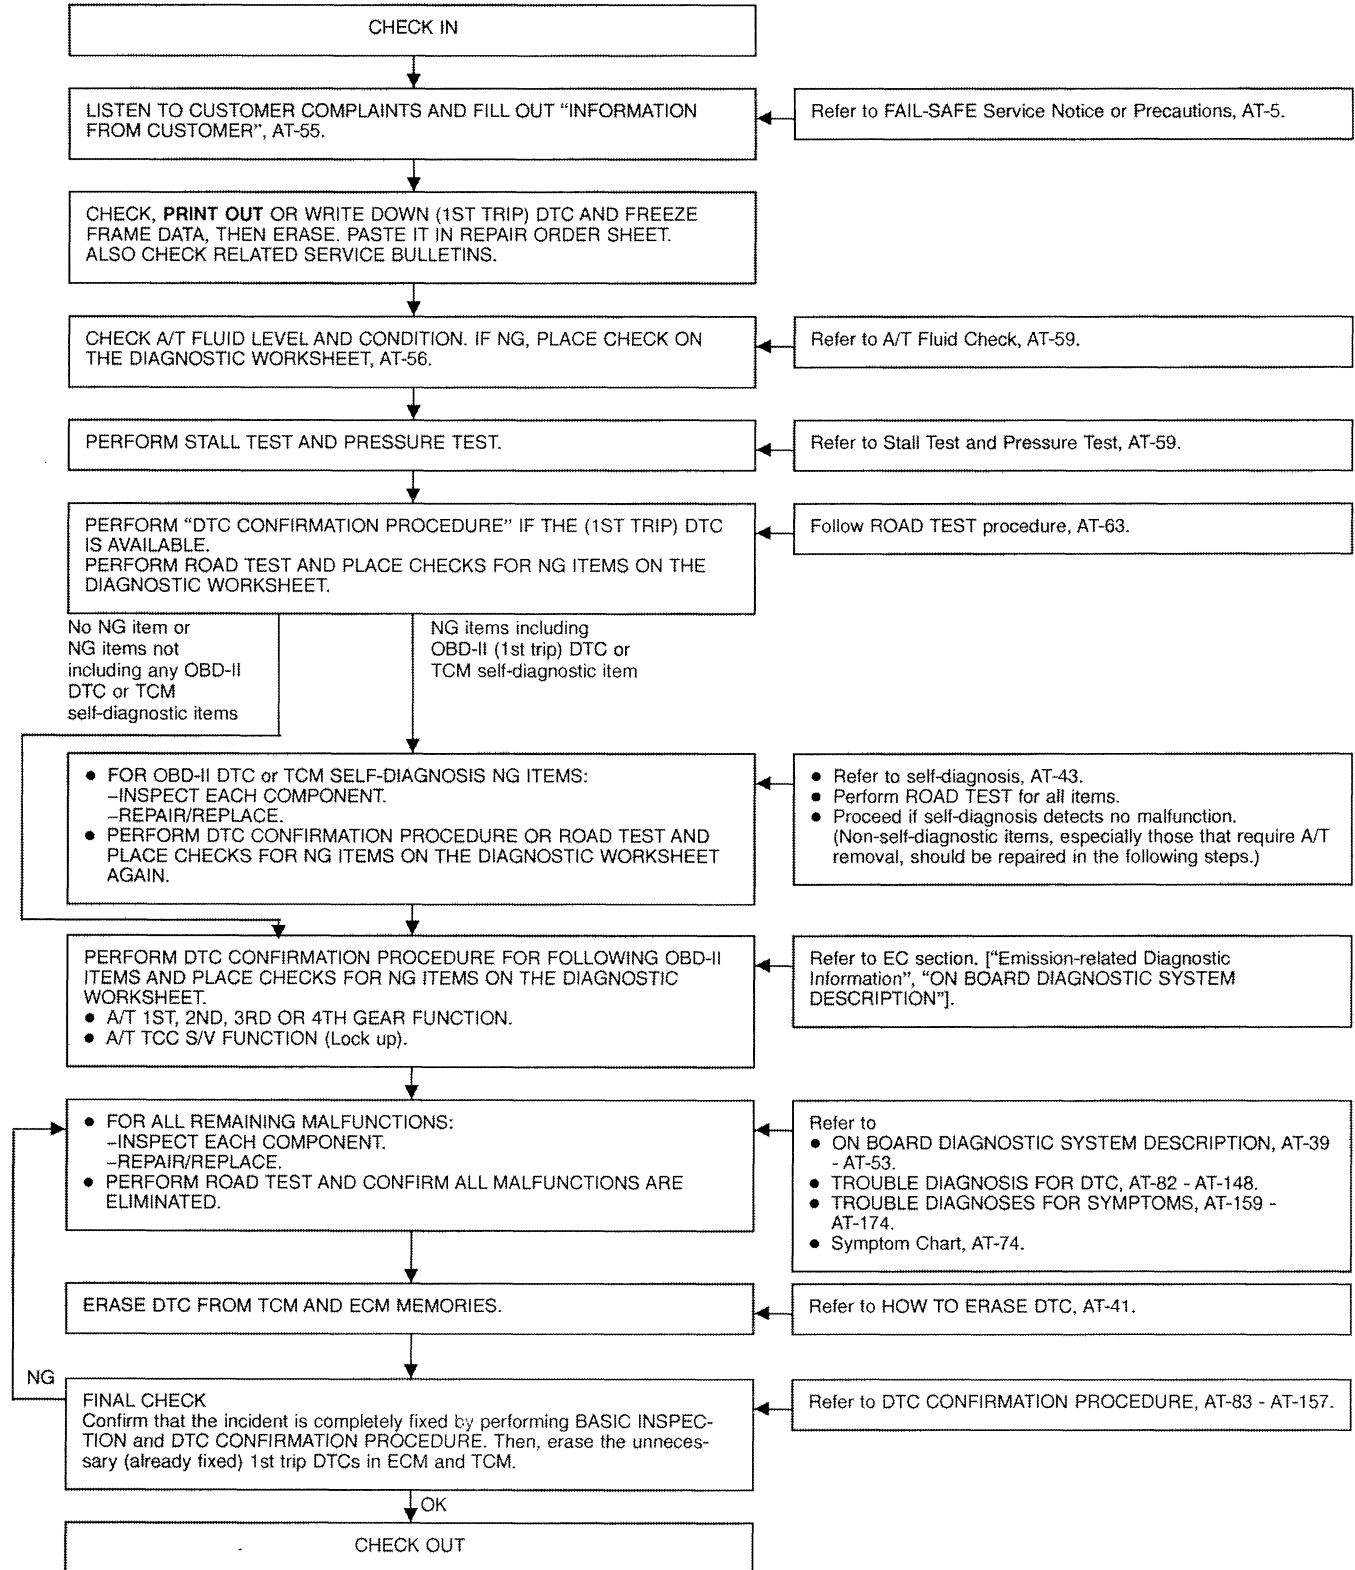 CHECK IN
LISTEN TO CUSTOMER COMPLAINTS AND FILL OUT “INFORMATION
FROM CUSTOMER”, AT-55.
Refer to FAIL-SAFE Service Notice or Precautions, AT-5.
CHECK, PRINT OUT OR WRITE DOWN (1ST TRIP) DTC AND FREEZE
FRAME DATA, THEN ERASE. PASTE IT IN REPAIR ORDER SHEET.
ALSO CHECK RELATED SERVICE BULLETINS.
CHECK A/T FLUID LEVEL AND CONDITION. IF NG, PLACE CHECK ON
THE DIAGNOSTIC WORKSHEET, AT-56.
Refer to A/T Fluid Check, AT-59.
PERFORM STALL TEST AND PRESSURE TEST.
Refer to Stall Test and Pressure Test, AT-59.
PERFORM “DTC CONFIRMATION PROCEDURE” IF THE (1ST TRIP) DTC
IS AVAILABLE.
PERFORM ROAD TEST AND PLACE CHECKS FOR NG ITEMS ON THE
DIAGNOSTIC WORKSHEET.
Follow ROAD TEST procedure, AT-63.
No NG item or
NG items not
including any OBD-II
DTC or TCM
self-diagnostic items
NG items including
OBD-II (1st trip) DTC or
TCM self-diagnostic item
● FOR OBD-II DTC or TCM SELF-DIAGNOSIS NG ITEMS:
–INSPECT EACH COMPONENT.
–REPAIR/REPLACE.
● PERFORM DTC CONFIRMATION PROCEDURE OR ROAD TEST AND
PLACE CHECKS FOR NG ITEMS ON THE DIAGNOSTIC WORKSHEET
AGAIN.
● Refer to self-diagnosis, AT-43.
● Perform ROAD TEST for all items.
● Proceed if self-diagnosis detects no malfunction.
(Non-self-diagnostic items, especially those that require A/T
removal, should be repaired in the following steps.)
PERFORM DTC CONFIRMATION PROCEDURE FOR FOLLOWING OBD-II
ITEMS AND PLACE CHECKS FOR NG ITEMS ON THE DIAGNOSTIC
WORKSHEET.
● A/T 1ST, 2ND, 3RD OR 4TH GEAR FUNCTION.
● A/T TCC S/V FUNCTION (Lock up).
Refer to EC section. [“Emission-related Diagnostic
Information”, “ON BOARD DIAGNOSTIC SYSTEM
DESCRIPTION”].
● FOR ALL REMAINING MALFUNCTIONS:
–INSPECT EACH COMPONENT.
–REPAIR/REPLACE.
● PERFORM ROAD TEST AND CONFIRM ALL MALFUNCTIONS ARE
ELIMINATED.
Refer to
● ON BOARD DIAGNOSTIC SYSTEM DESCRIPTION, AT-39
- AT-53.
● TROUBLE DIAGNOSIS FOR DTC, AT-82 - AT-148.
● TROUBLE DIAGNOSES FOR SYMPTOMS, AT-159 -
AT-174.
● Symptom Chart, AT-74.
ERASE DTC FROM TCM AND ECM MEMORIES.
Refer to HOW TO ERASE DTC, AT-41.
NG
FINAL CHECK
Confirm that the incident is completely fixed by performing BASIC INSPEC-
TION and DTC CONFIRMATION PROCEDURE. Then, erase the unneces-
sary (already fixed) 1st trip DTCs in ECM and TCM.
Refer to DTC CONFIRMATION PROCEDURE, AT-83 - AT-157.
OK
CHECK OUT